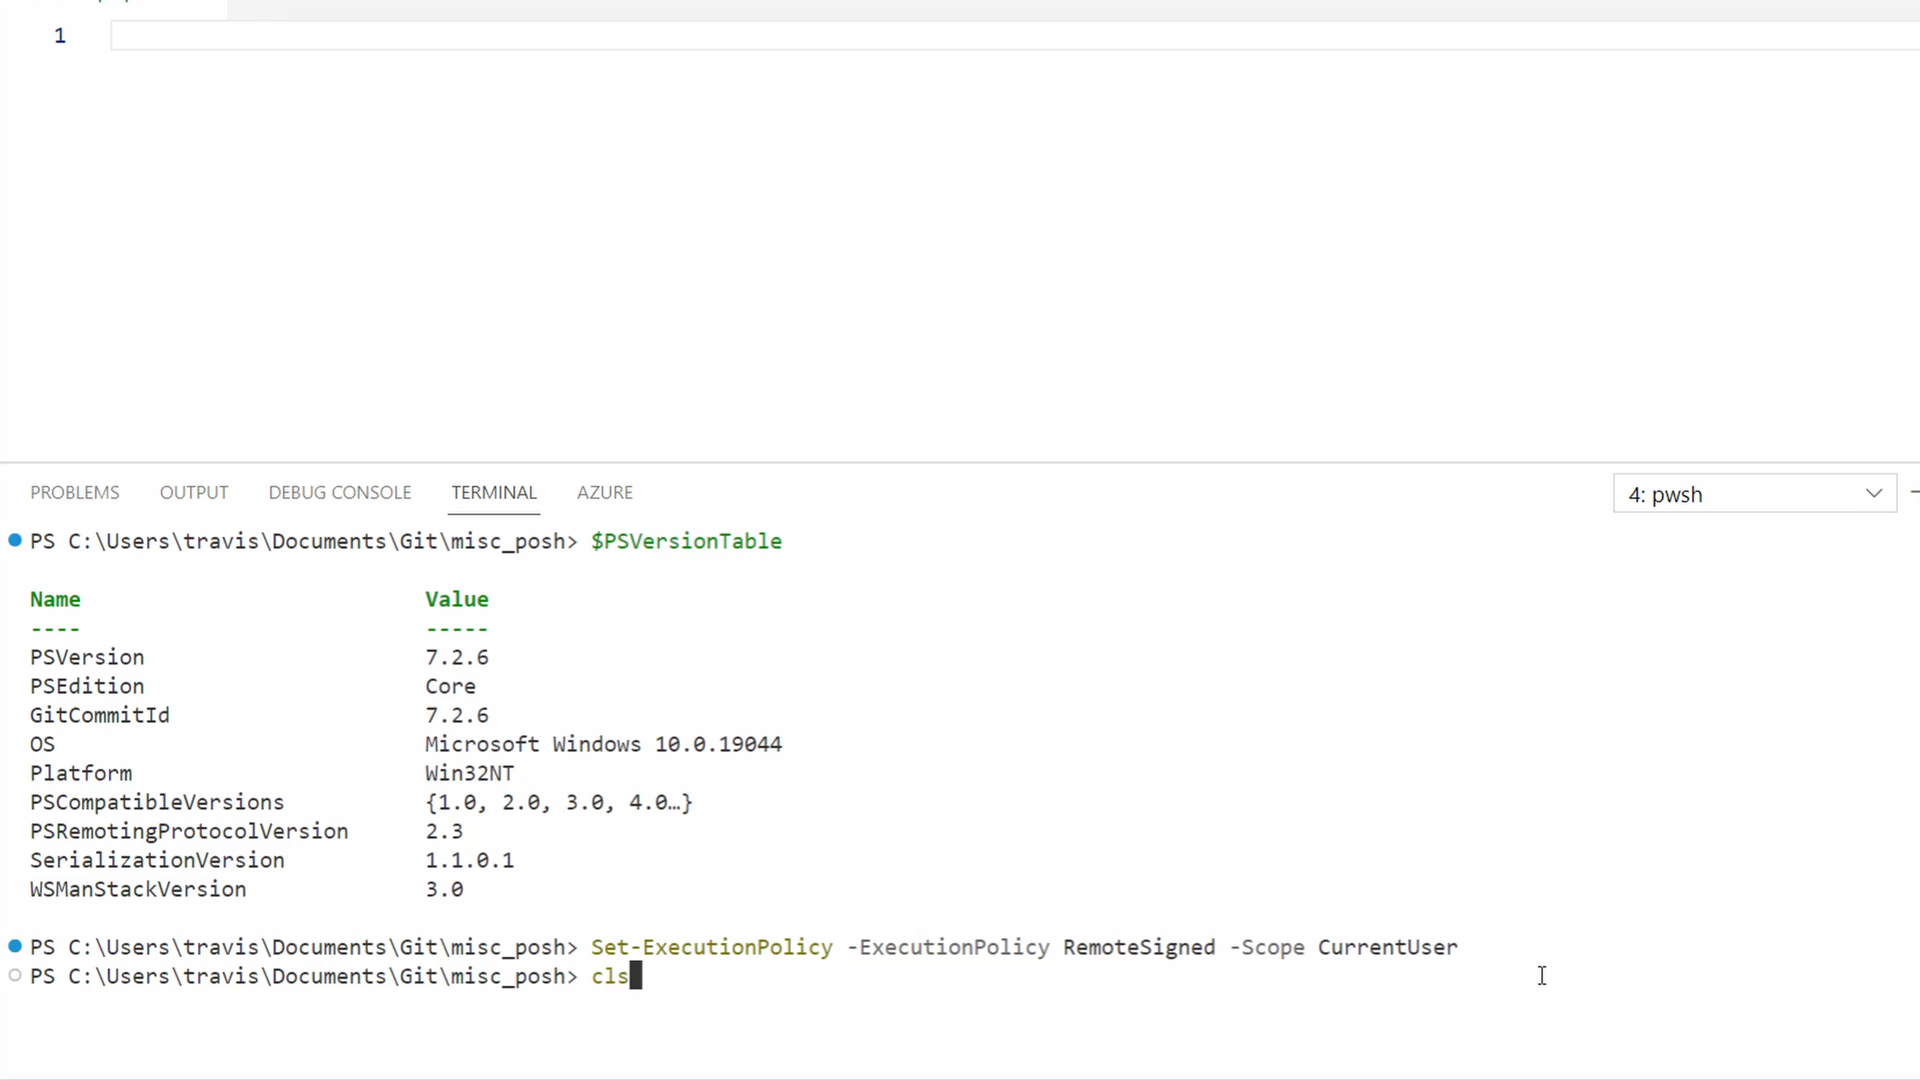 1
PROBLEMS OUTPUT DEBUG CONSOLE TERMINAL AZURE 4: pwsh
PS C:\Users\travis\Documents\Git\misc_posh> $PSVersionTable
Name Value
---- -----
PSVersion 7.2.6
PSEdition Core
GitCommitId 7.2.6
OS Microsoft Windows 10.0.19044
Platform Win32NT
PSCompatibleVersions {1.0, 2.0, 3.0, 4.0…}
PSRemotingProtocolVersion 2.3
SerializationVersion 1.1.0.1
WSManStackVersion 3.0
PS C:\Users\travis\Documents\Git\misc_posh> Set-ExecutionPolicy -ExecutionPolicy RemoteSigned -Scope CurrentUser
PS C:\Users\travis\Documents\Git\misc_posh> cls